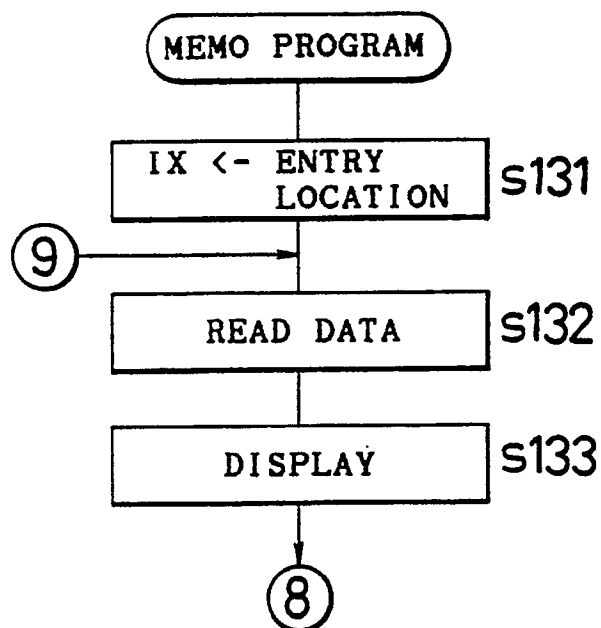 MEMO PROGRAM
IX <- ENTRY
LOCATION
S131
9
READ DATA
S132
DISPLAY
S133
8